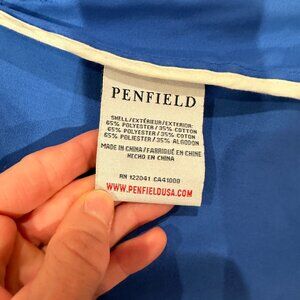 PENFIELD
SHELL/EXTÉRIEUR/EXTERIOR:
65% POLYESTER / 35% COTTON
65% POLYESTER / 35% COTON
65% POLIÉSTER / 35% ALGODON
MADE IN CHINA/FABRIQUÉ EN CHINE
HECHO EN CHINA
RN 122041 CA41000
WWW.PENFIELDUSA.COM